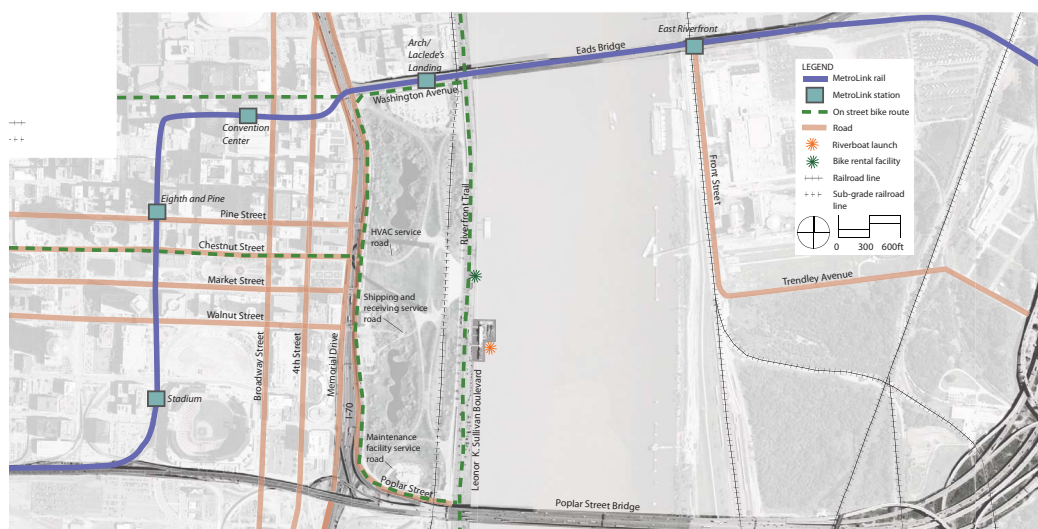 East Riverfront
Arch/
Laclede's
Landing
Eads Bridge
LEGEND
MetroLink rail
MetroLink station
On street bike route
Road
Riverboat launch
Bike rental facility
Railroad line
Sub-grade railroad
line
0 300 600ft
Washington Avenue
Convention
Center
Eighth and Pine
Pine Street
Chestnut Street
Market Street
Walnut Street
HVAC service
road
Shipping and
receiving service
road
Riverfront Trail
Front Street
Trendley Avenue
Broadway Street
4th Street
Memorial Drive
I-70
Stadium
Maintenance
facility service
road
Poplar Street
Leonor K. Sullivan Boulevard
Poplar Street Bridge